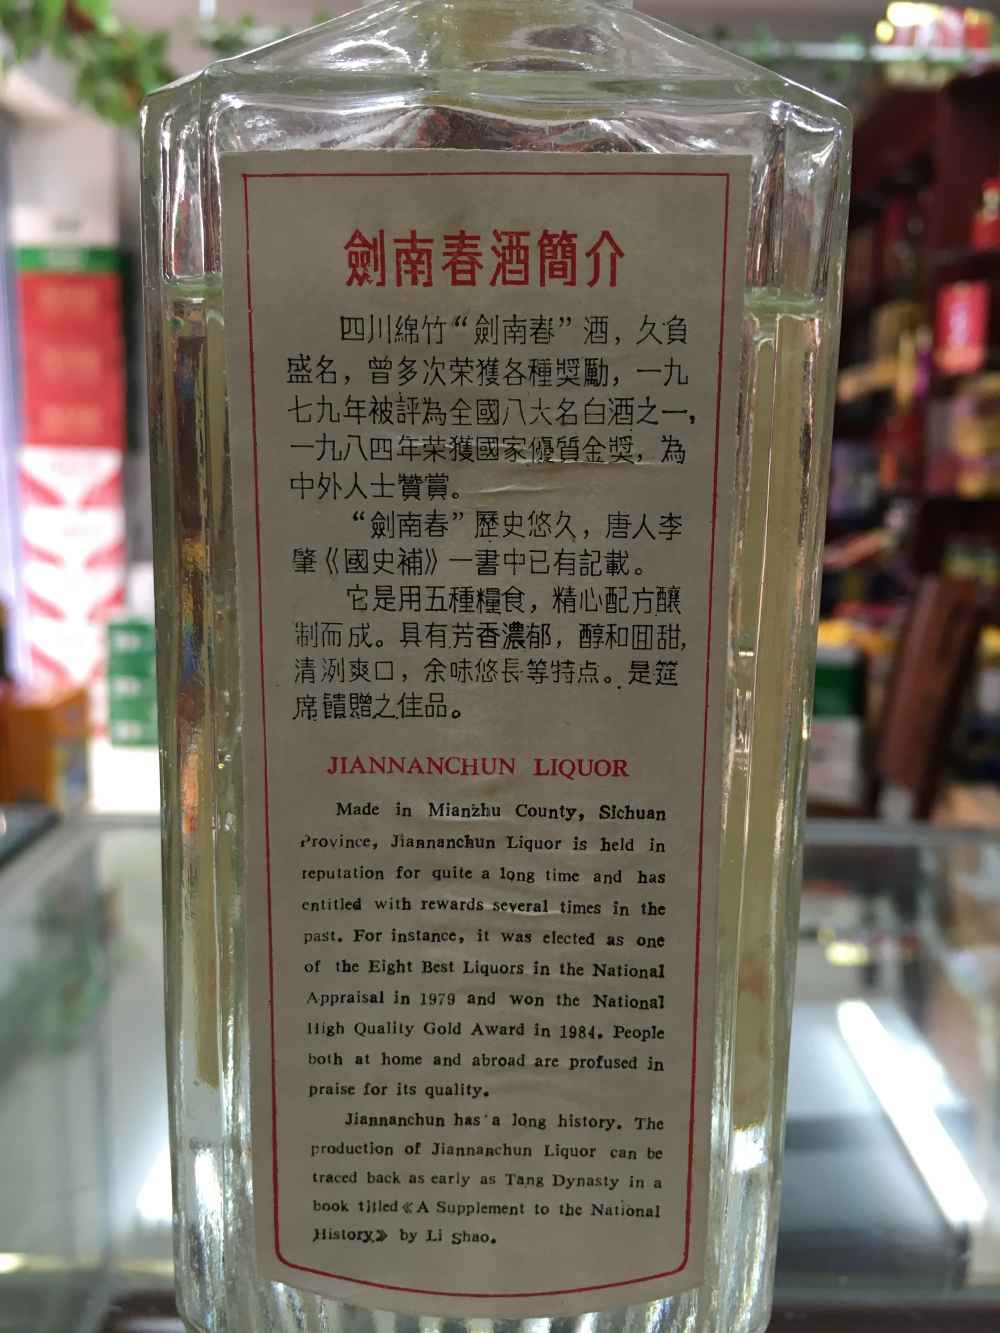 劍南春酒簡介
四川綿竹“劍南春”酒，久負
盛名，曾多次荣獲各種獎勵，一九
七九年被評為全國八大名白酒之一，
一九八四年荣獲國家優質金獎，為
中外人士贊賞。
“劍南春”歷史悠久，唐人李
肇《國史補》一書中已有記載。
它是用五種糧食，精心配方釀
制而成。具有芳香濃郁，醇和回甜，
清洌爽口，余味悠長等特点。是筵
席饋贈之佳品。
JIANNANCHUN LIQUOR
Made in Mianzhu County, Sichuan
Province, Jiannanchun Liquor is held in
reputation for quite a long time and has
entitled with rewards several times in the
past. For instance, it was elected as one
of the Eight Best Liquors in the National
Appraisal in 1979 and won the National
High Quality Gold Award in 1984. People
both at home and abroad are profused in
praise for its quality.
Jiannanchun has a long history. The
production of Jiannanchun Liquor can be
traced back as early as Tang Dynasty in a
book titled《A Supplement to the National
History》 by Li Shao.